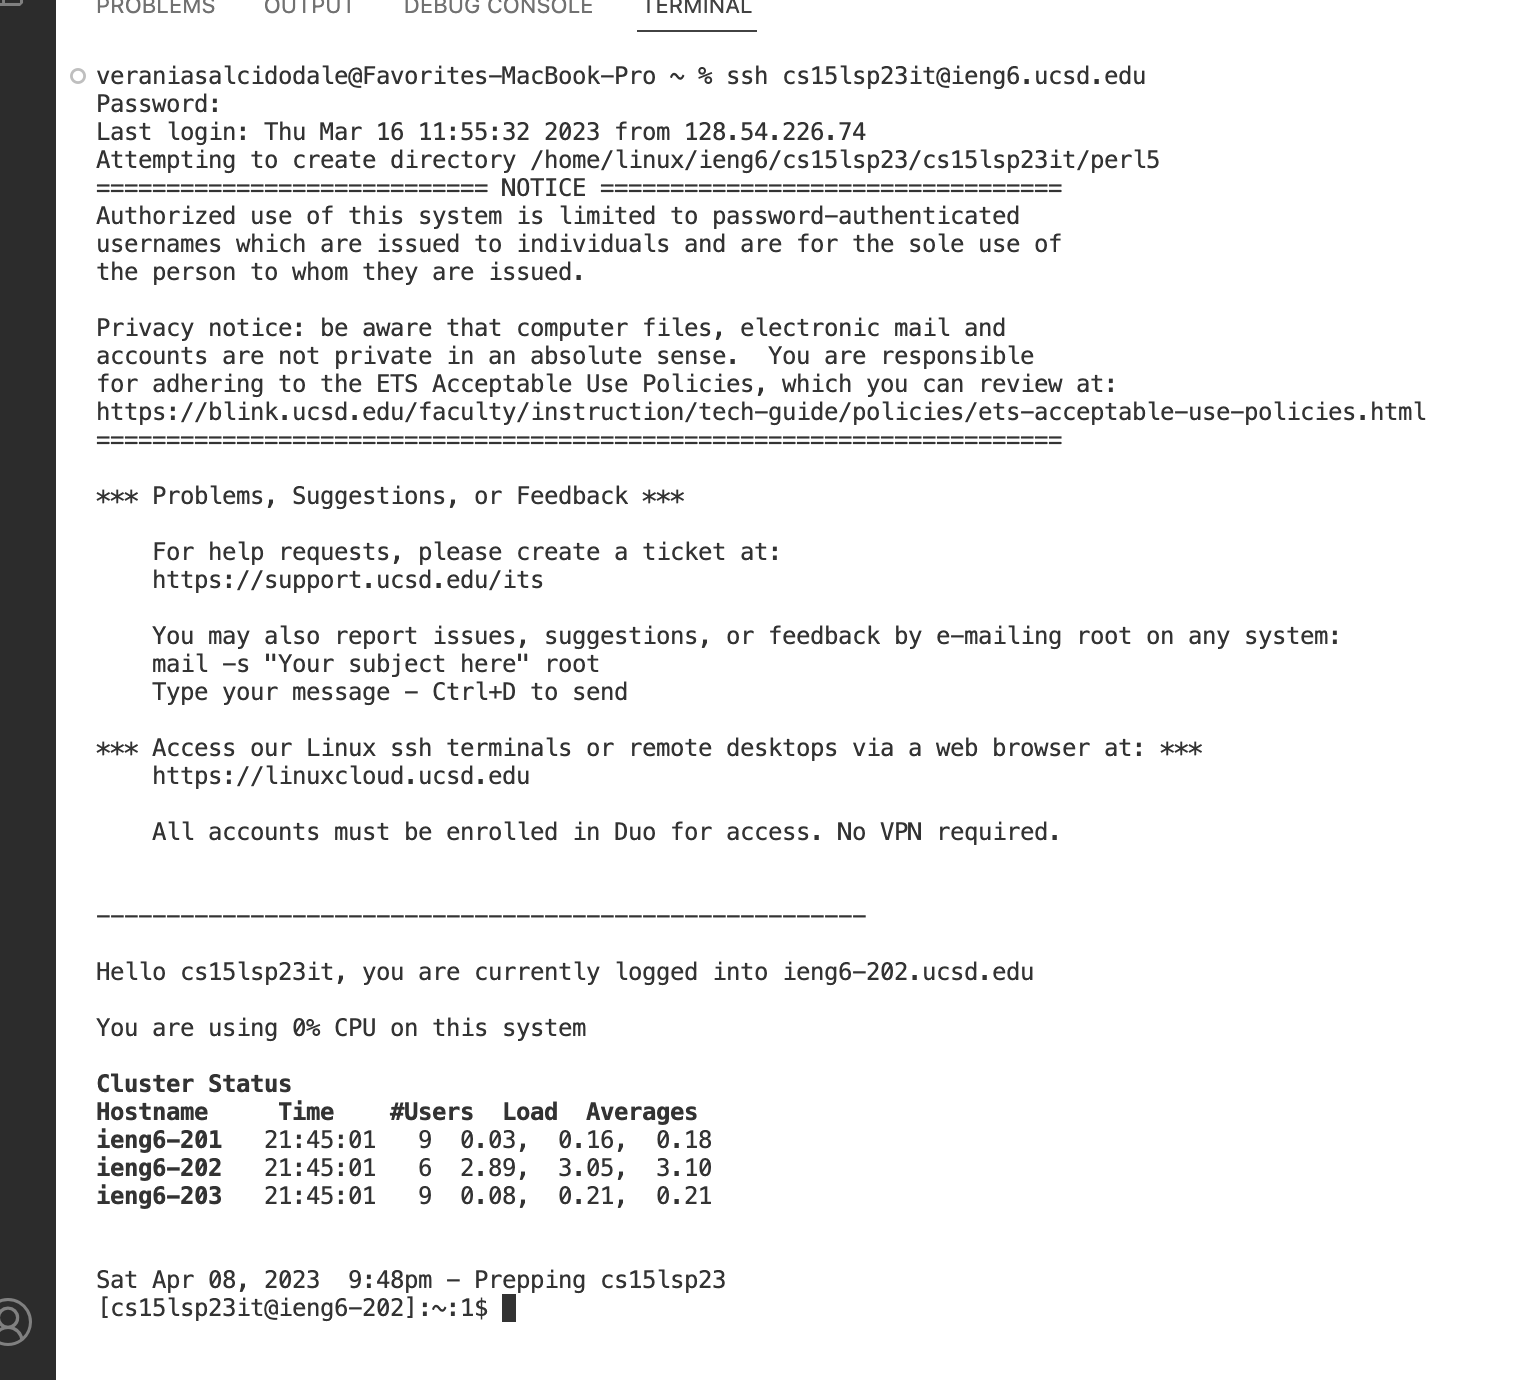 PROBLEMS OUTPUT DEBUG CONSOLE TERMINAL
veraniasalcidodale@Favorites-MacBook-Pro ~ % ssh cs15lsp23it@ieng6.ucsd.edu
Password:
Last login: Thu Mar 16 11:55:32 2023 from 128.54.226.74
Attempting to create directory /home/linux/ieng6/cs15lsp23/cs15lsp23it/perl5
============================ NOTICE =================================
Authorized use of this system is limited to password-authenticated
usernames which are issued to individuals and are for the sole use of
the person to whom they are issued.
Privacy notice: be aware that computer files, electronic mail and
accounts are not private in an absolute sense.  You are responsible
for adhering to the ETS Acceptable Use Policies, which you can review at:
https://blink.ucsd.edu/faculty/instruction/tech-guide/policies/ets-acceptable-use-policies.html
=====================================================================
*** Problems, Suggestions, or Feedback ***
For help requests, please create a ticket at:
https://support.ucsd.edu/its
You may also report issues, suggestions, or feedback by e-mailing root on any system:
mail -s "Your subject here" root
Type your message - Ctrl+D to send
*** Access our Linux ssh terminals or remote desktops via a web browser at: ***
https://linuxcloud.ucsd.edu
All accounts must be enrolled in Duo for access. No VPN required.
-------------------------------------------------------
Hello cs15lsp23it, you are currently logged into ieng6-202.ucsd.edu
You are using 0% CPU on this system
Cluster Status
Hostname     Time    #Users  Load  Averages
ieng6-201   21:45:01   9  0.03,  0.16,  0.18
ieng6-202   21:45:01   6  2.89,  3.05,  3.10
ieng6-203   21:45:01   9  0.08,  0.21,  0.21
Sat Apr 08, 2023  9:48pm - Prepping cs15lsp23
[cs15lsp23it@ieng6-202]:~:1$